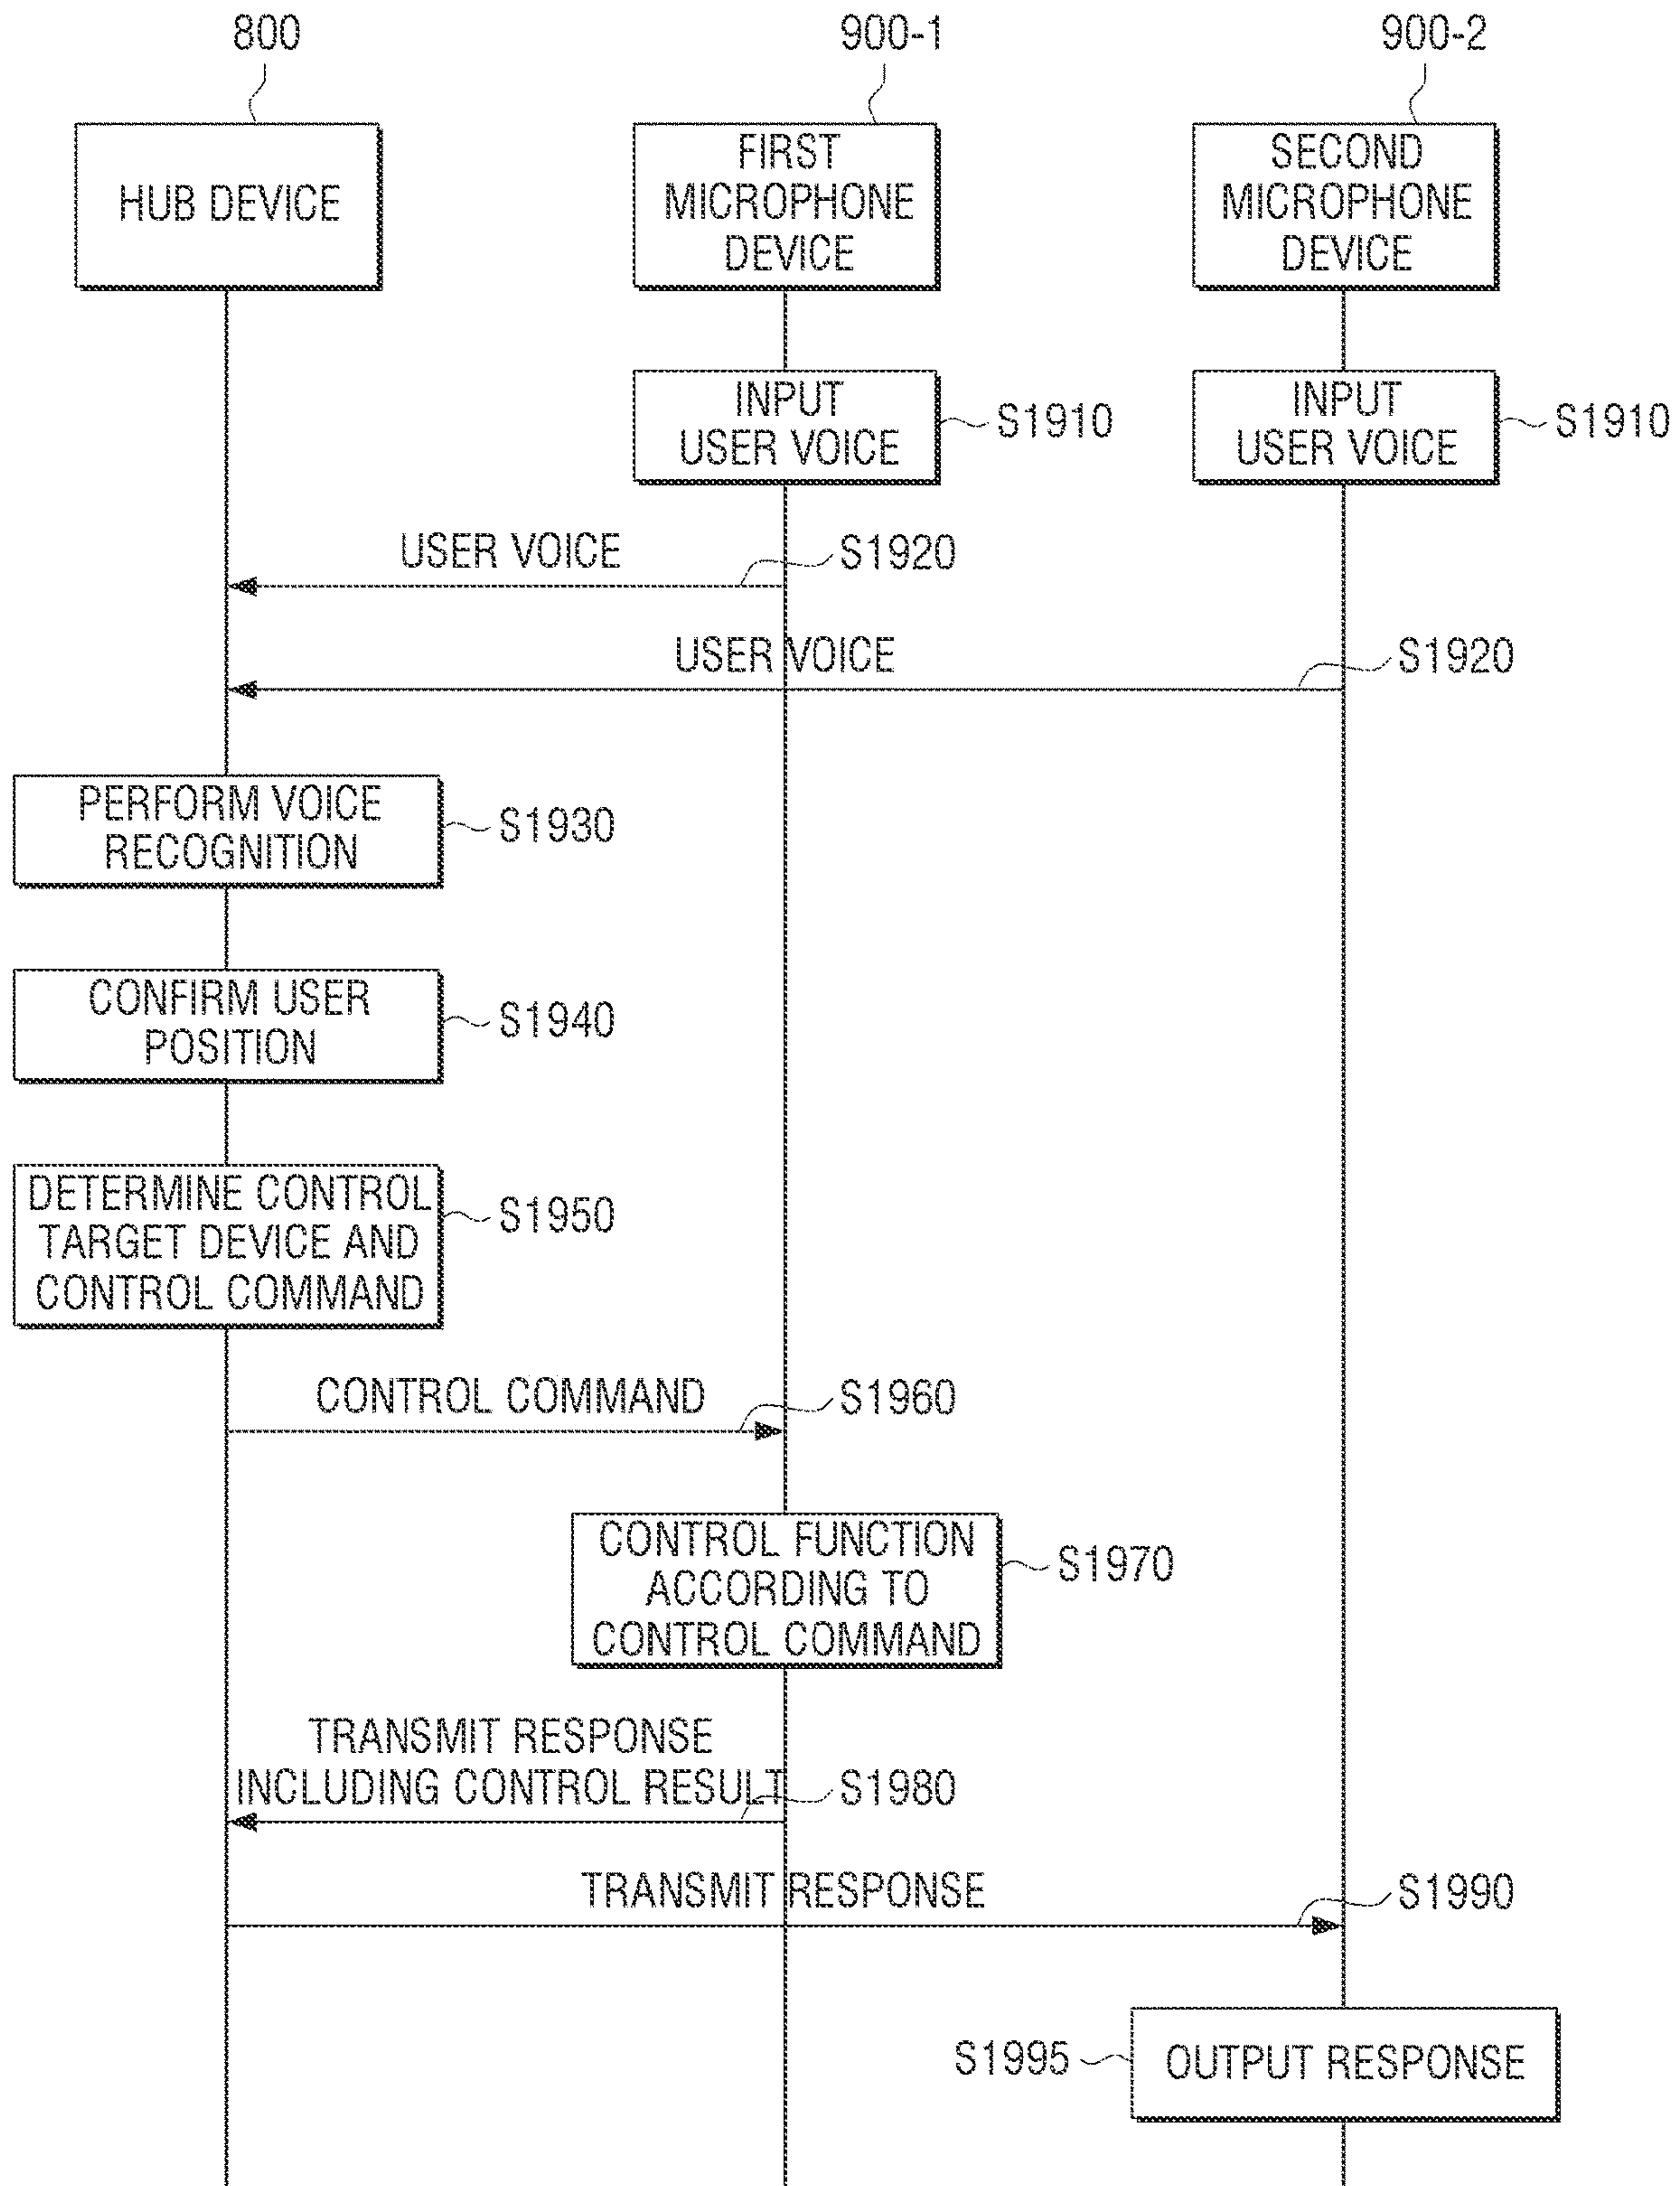 800
900-1
900-2
HUB DEVICE
FIRST
MICROPHONE
DEVICE
SECOND
MICROPHONE
DEVICE
INPUT
USER VOICE
S1910
INPUT
USER VOICE
S1910
USER VOICE
S1920
USER VOICE
S1920
PERFORM VOICE
RECOGNITION
S1930
CONFIRM USER
POSITION
S1940
DETERMINE CONTROL
TARGET DEVICE AND
CONTROL COMMAND
S1950
CONTROL COMMAND
S1960
CONTROL FUNCTION
ACCORDING TO
CONTROL COMMAND
S1970
TRANSMIT RESPONSE
INCLUDING CONTROL RESULT
S1980
TRANSMIT RESPONSE
S1990
S1995
OUTPUT RESPONSE